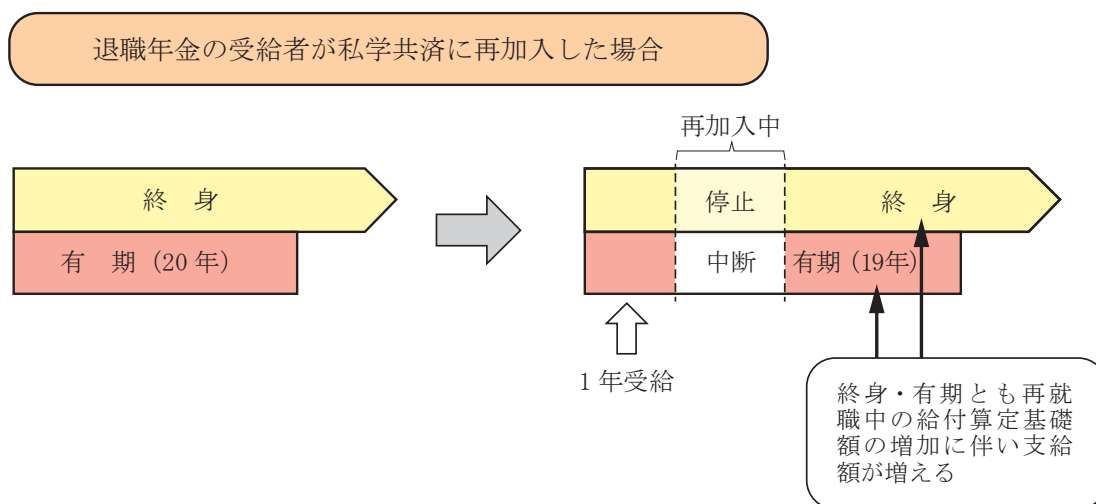 退職年金の受給者が私学共済に再加入した場合
再加入中
終 身
有 期（20 年）
停止
終 身
中断
有期（19年）
1 年受給
終身・有期とも再就
職中の給付算定基礎
額の増加に伴い支給
額が増える